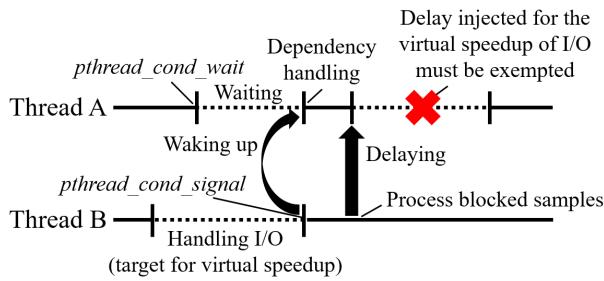 Delay injected for the
virtual speedup of I/O
must be exempted
Dependency
handling
pthread_cond_wait
Waiting
Thread A
Waking up
Delaying
pthread_cond_signal
Process blocked samples
Thread B
Handling I/O
(target for virtual speedup)